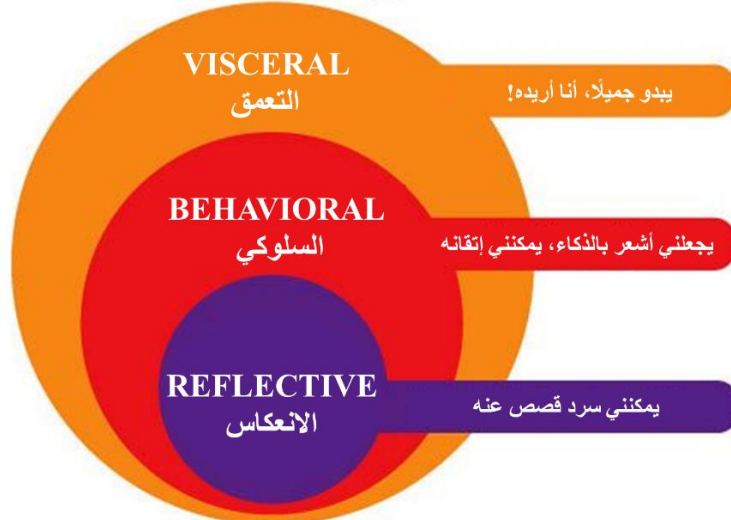 VISCERAL
التعمق
يبدو جميلًا، أنا أريده!
BEHAVIORAL
السلوكي
يجعلني أشعر بالذكاء، يمكنني إتقانه
REFLECTIVE
الانعكاس
يمكنني سرد قصص عنه